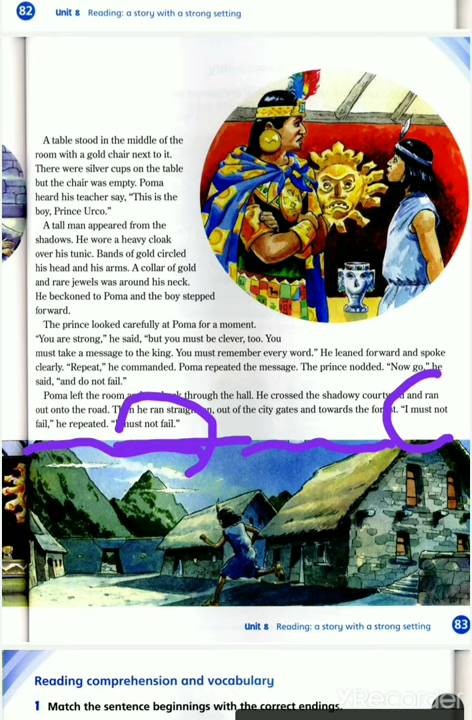 82 Unit 8 Reading: a story with a strong setting
A table stood in the middle of the
room with a gold chair next to it.
There were silver cups on the table
but the chair was empty. Poma
heard his teacher say, “This is the
boy, Prince Urco.”
A tall man appeared from the
shadows. He wore a heavy cloak
over his tunic. Bands of gold circled
his head and his arms. A collar of
gold and rare jewels was around his neck.
He beckoned to Poma and the boy stepped
forward.
The prince looked carefully at Poma for a moment.
“You are strong,” he said, “but you must be clever, too. You
must take a message to the king. You must remember every word.” He leaned forward and spoke
clearly. “Repeat,” he commanded. Poma repeated the message. The prince nodded. “Now go,” he
said, “and do not fail.”
Poma left the room through the hall. He crossed the shadowy and ran
out onto the road. he ran out of the city gates and towards the “I must not
fail,” he repeated. “I must not fail.”
Unit 8 Reading: a story with a strong setting 83
Reading comprehension and vocabulary
1 Match the sentence beginnings with the correct endings.
XRecorder